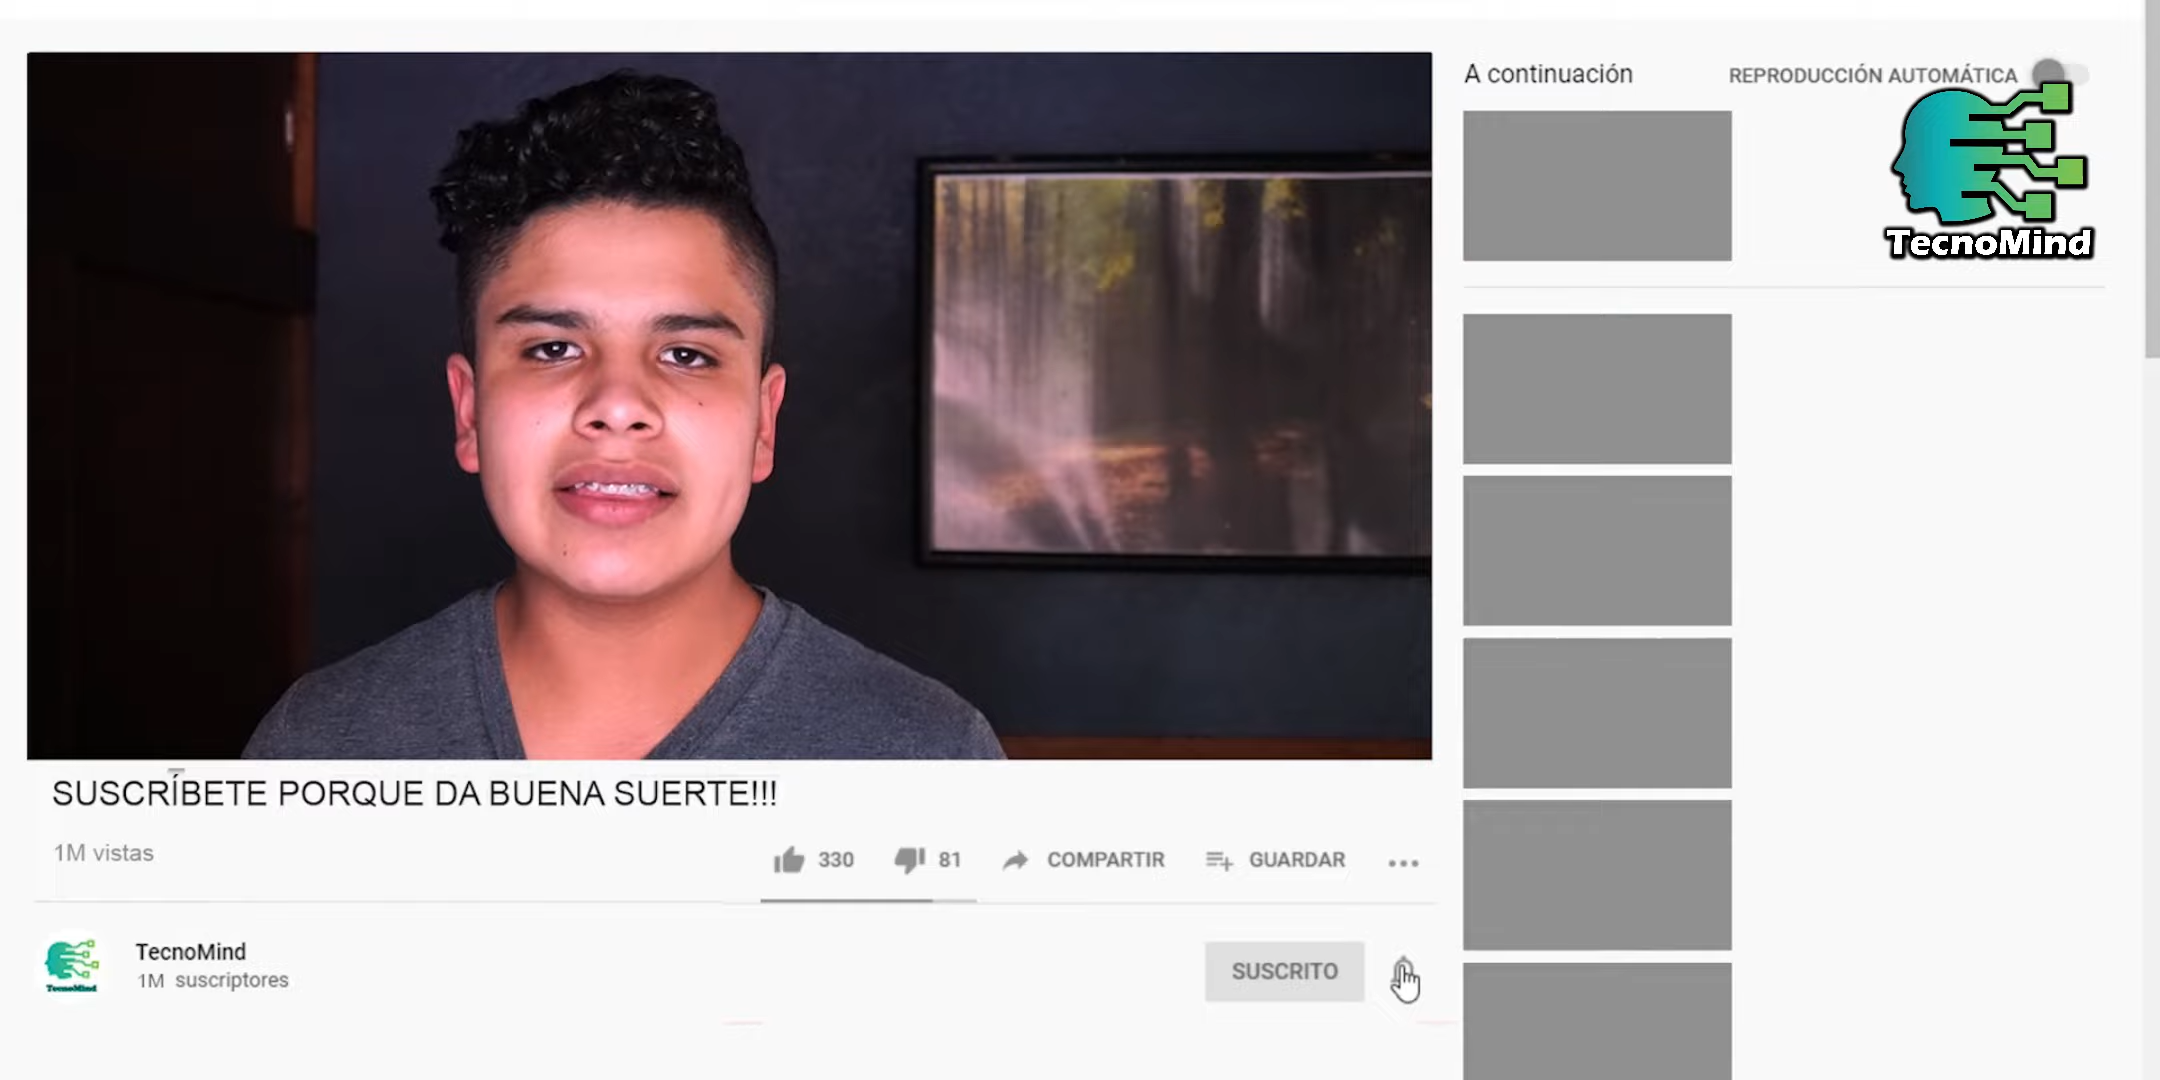 A continuación
REPRODUCCIÓN AUTOMÁTICA
TecnoMind
SUSCRÍBETE PORQUE DA BUENA SUERTE!!!
1M vistas
330
81
COMPARTIR
GUARDAR
TecnoMind
TecnoMind
1M suscriptores
SUSCRITO